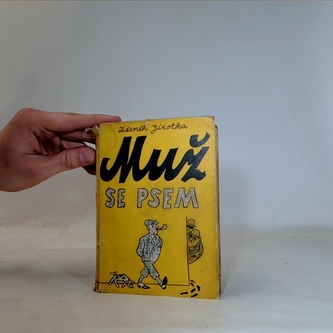 Zdeněk Jirotka
Muž
SE PSEM